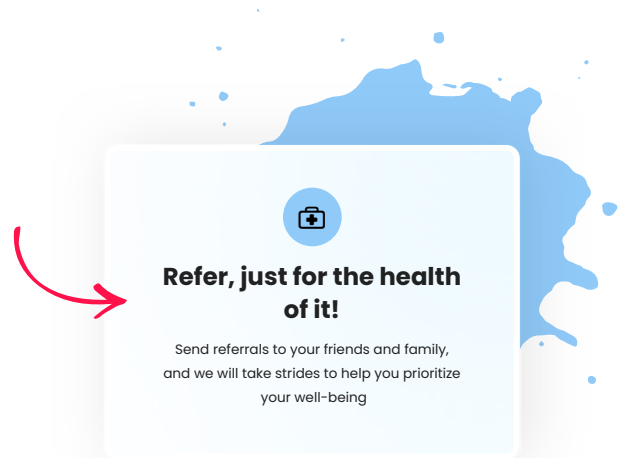 Refer, just for the health
of it!
Send referrals to your friends and family,
and we will take strides to help you prioritize
your well-being